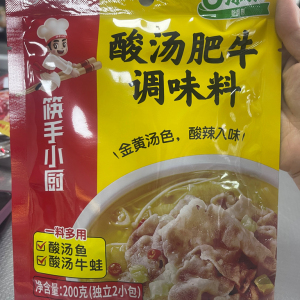 酸汤肥牛
调味料
筷手小厨
金黄汤色，酸辣入味
一料多用
酸汤鱼
酸汤牛蛙
净含量:200克(独立2小包)